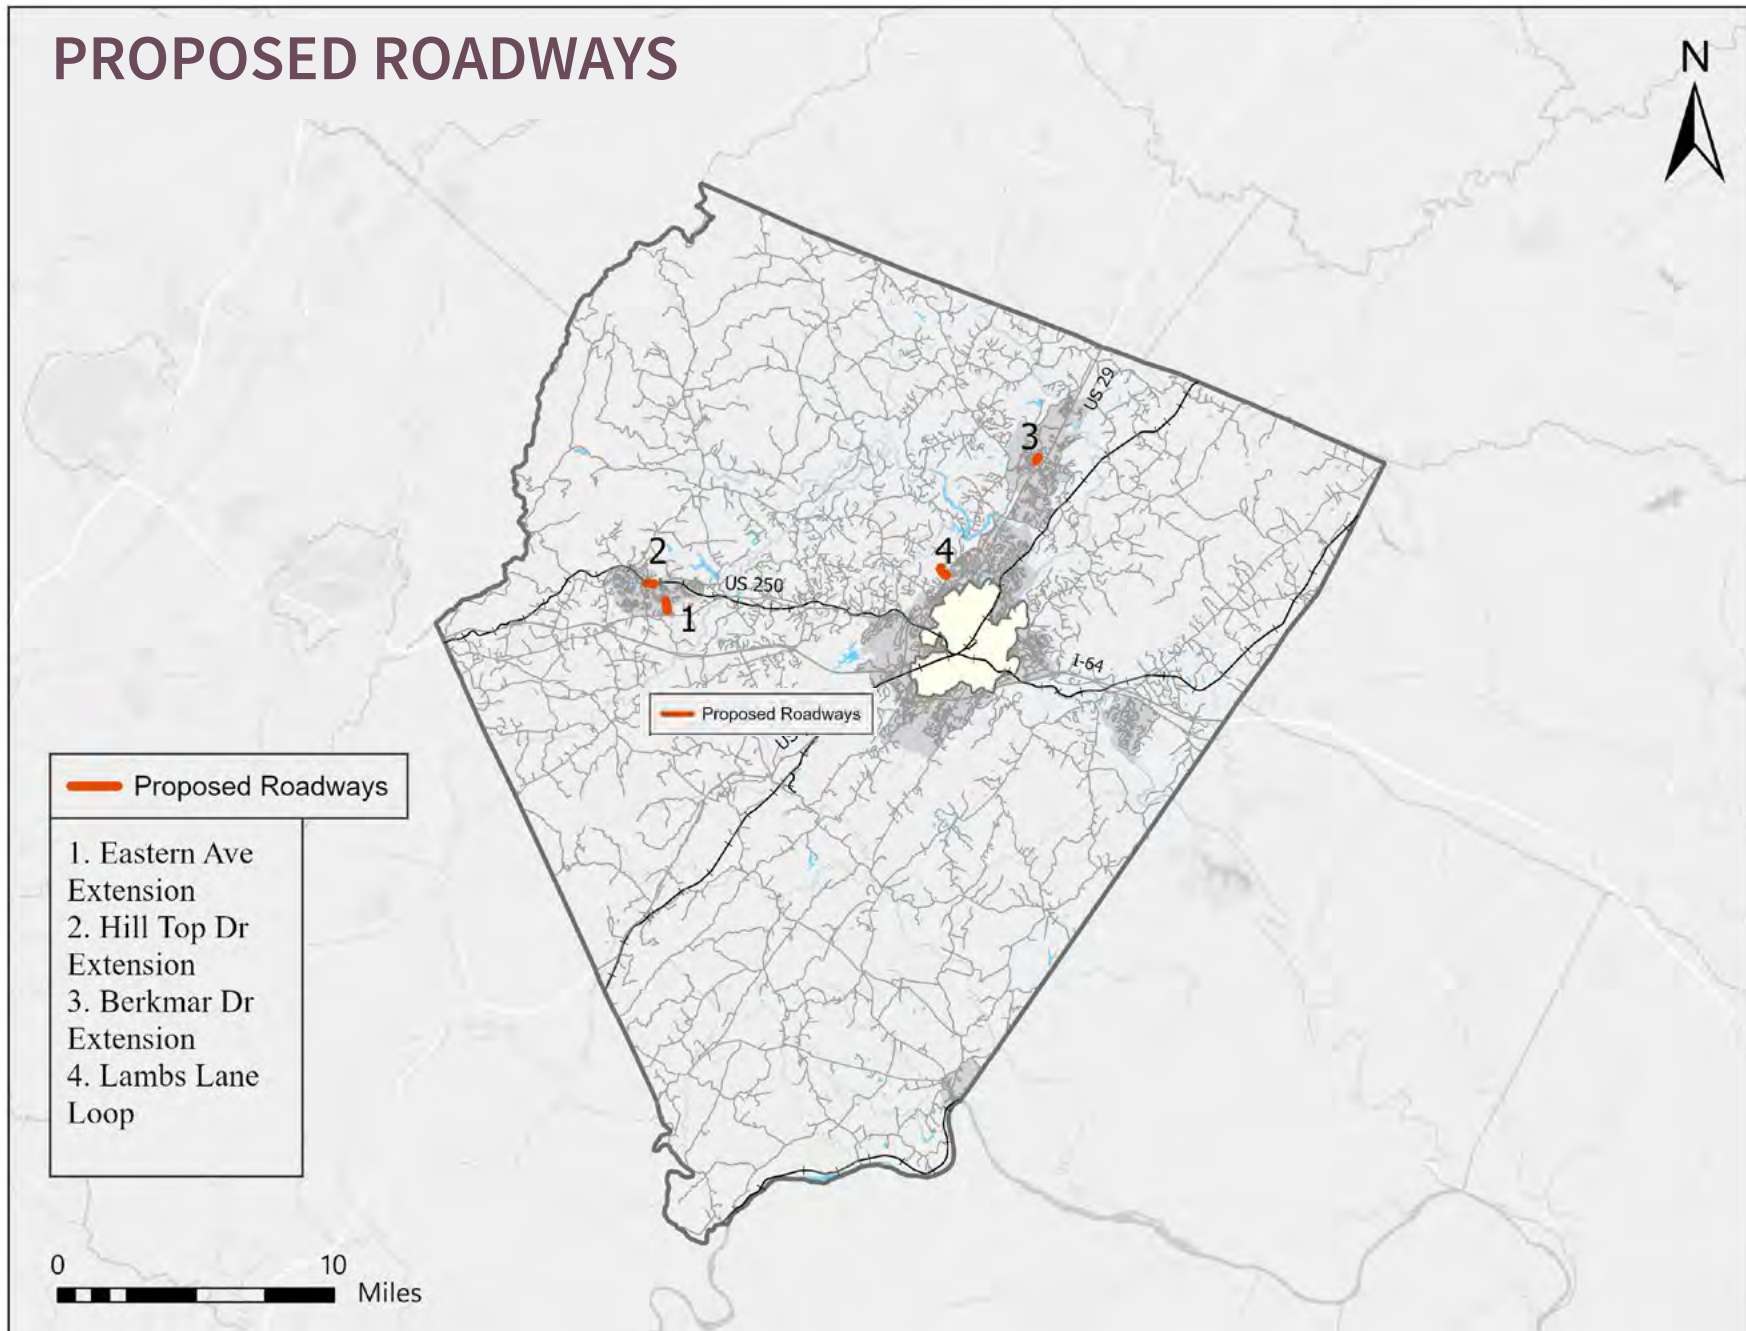 PROPOSED ROADWAYS
N
US 29
3
4
2
US 250
1
I-64
Proposed Roadways
US
Proposed Roadways
1. Eastern Ave
Extension
2. Hill Top Dr
Extension
3. Berkmar Dr
Extension
4. Lambs Lane
Loop
0 10
Miles